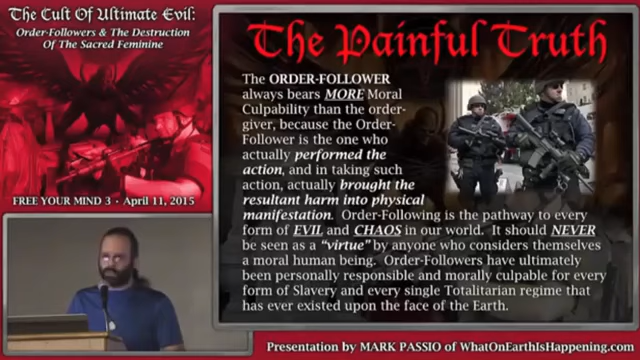 The Cult Of Ultimate Evil:
Order-Followers & The Destruction
Of The Sacred Feminine
FREE YOUR MIND 3 • April 11, 2015
The Painful Truth
The ORDER-FOLLOWER
always bears MORE Moral
Culpability than the order-
giver, because the Order-
Follower is the one who
actually performed the
action, and in taking such
action, actually brought the
resultant harm into physical
manifestation. Order-Following is the pathway to every
form of EVIL and CHAOS in our world. It should NEVER
be seen as a “virtue” by anyone who considers themselves
a moral human being. Order-Followers have ultimately
been personally responsible and morally culpable for every
form of Slavery and every single Totalitarian regime that
has ever existed upon the face of the Earth.
Presentation by MARK PASSIO of WhatOnEarthIsHappening.com